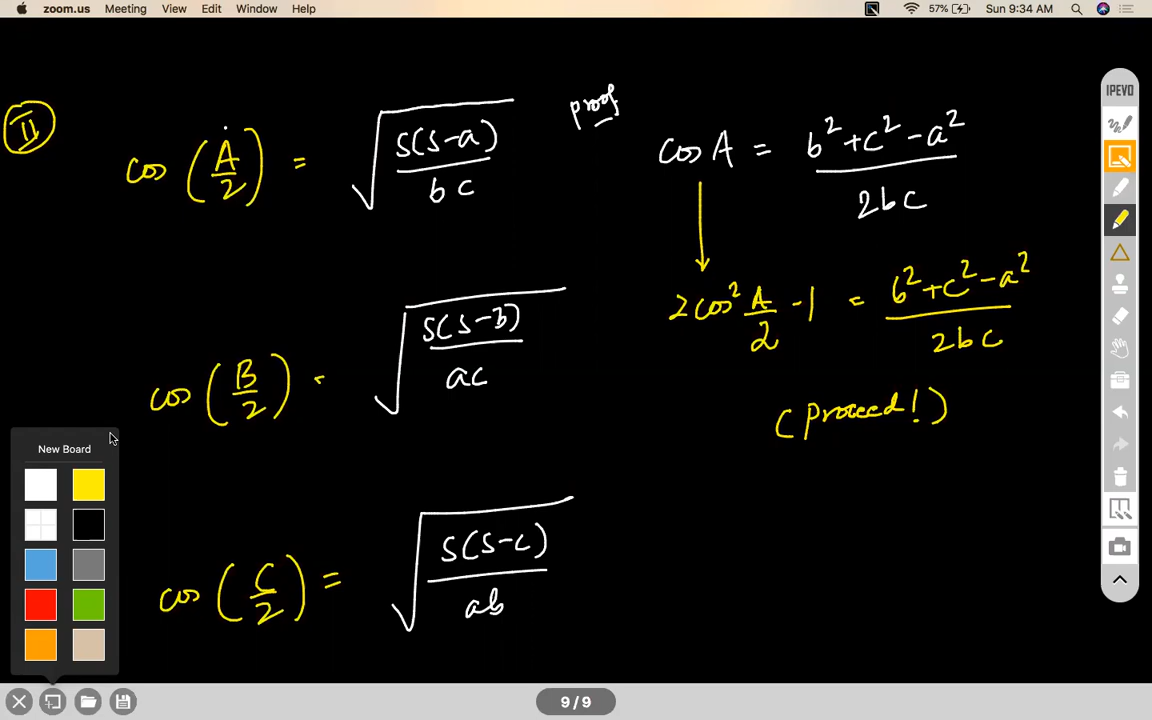 zoom.us Meeting View Edit Window Help 57% Sun 9:34 AM
II
cos (A/2) = √(s(s-a)/bc)
proof
cos A = (b²+c²-a²)/2bc
2cos² A/2 - 1 = (b²+c²-a²)/2bc
cos (B/2) = √(s(s-b)/ac)
(proceed!)
cos (C/2) = √(s(s-c)/ab)
IPEVO
New Board
9/9